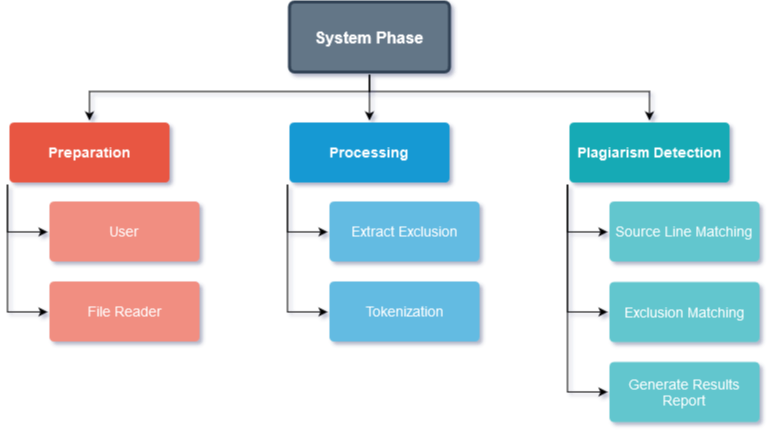 System Phase
Preparation
Processing
Plagiarism Detection
User
Extract Exclusion
Source Line Matching
File Reader
Tokenization
Exclusion Matching
Generate Results
Report